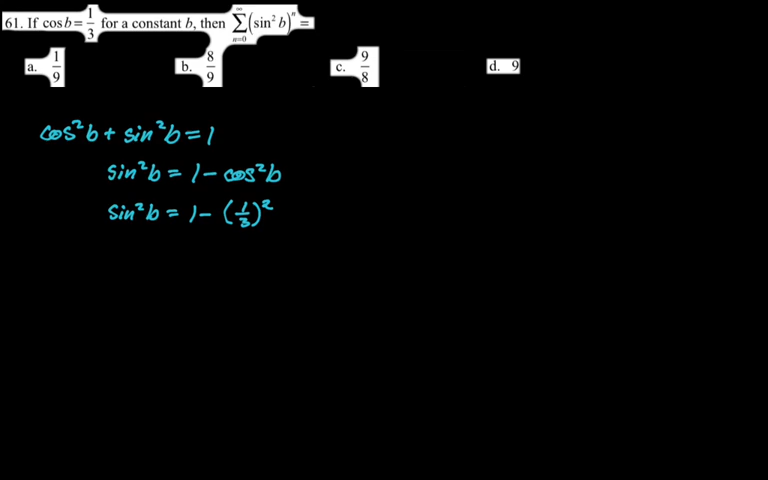 61. If cos b = 1/3 for a constant b, then ∑_{n=0}^{∞} (sin² b)ⁿ =
a. 1/9 b. 8/9 c. 9/8 d. 9
cos²b + sin²b = 1
sin²b = 1 - cos²b
sin²b = 1 - (1/3)²